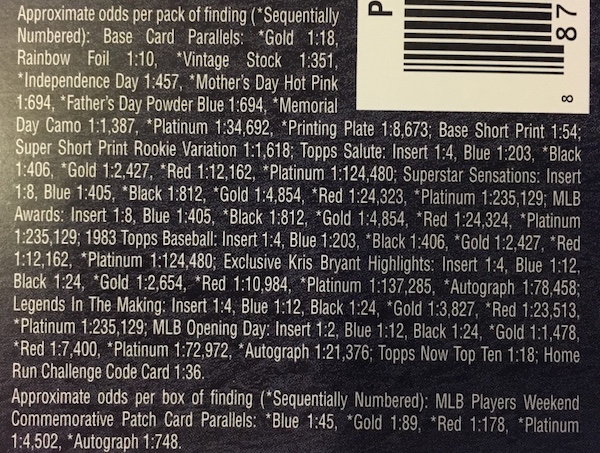 P
87
8
Approximate odds per pack of finding (*Sequentially
Numbered): Base Card Parallels: *Gold 1:18,
Rainbow Foil 1:10, *Vintage Stock 1:351,
*Independence Day 1:457, *Mother's Day Hot Pink
1:694, *Father's Day Powder Blue 1:694, *Memorial
Day Camo 1:1,387, *Platinum 1:34,692, *Printing Plate 1:8,673; Base Short Print 1:54;
Super Short Print Rookie Variation 1:1,618; Topps Salute: Insert 1:4, Blue 1:203, *Black
1:406, *Gold 1:2,427, *Red 1:12,162, *Platinum 1:124,480; Superstar Sensations: Insert
1:8, Blue 1:405, *Black 1:812, *Gold 1:4,854, *Red 1:24,323, *Platinum 1:235,129; MLB
Awards: Insert 1:8, Blue 1:405, *Black 1:812, *Gold 1:4,854, *Red 1:24,324, *Platinum
1:235,129; 1983 Topps Baseball: Insert 1:4, Blue 1:203, *Black 1:406, *Gold 1:2,427, *Red
1:12,162, *Platinum 1:124,480; Exclusive Kris Bryant Highlights: Insert 1:4, Blue 1:12,
Black 1:24, *Gold 1:2,654, *Red 1:10,984, *Platinum 1:137,285, *Autograph 1:78,458;
Legends In The Making: Insert 1:4, Blue 1:12, Black 1:24, *Gold 1:3,827, *Red 1:23,513,
*Platinum 1:235,129; MLB Opening Day: Insert 1:2, Blue 1:12, Black 1:24, *Gold 1:1,478,
*Red 1:7,400, *Platinum 1:72,972, *Autograph 1:21,376; Topps Now Top Ten 1:18; Home
Run Challenge Code Card 1:36.
Approximate odds per box of finding (*Sequentially Numbered): MLB Players Weekend
Commemorative Patch Card Parallels: *Blue 1:45, *Gold 1:89, *Red 1:178, *Platinum
1:4,502, *Autograph 1:748.